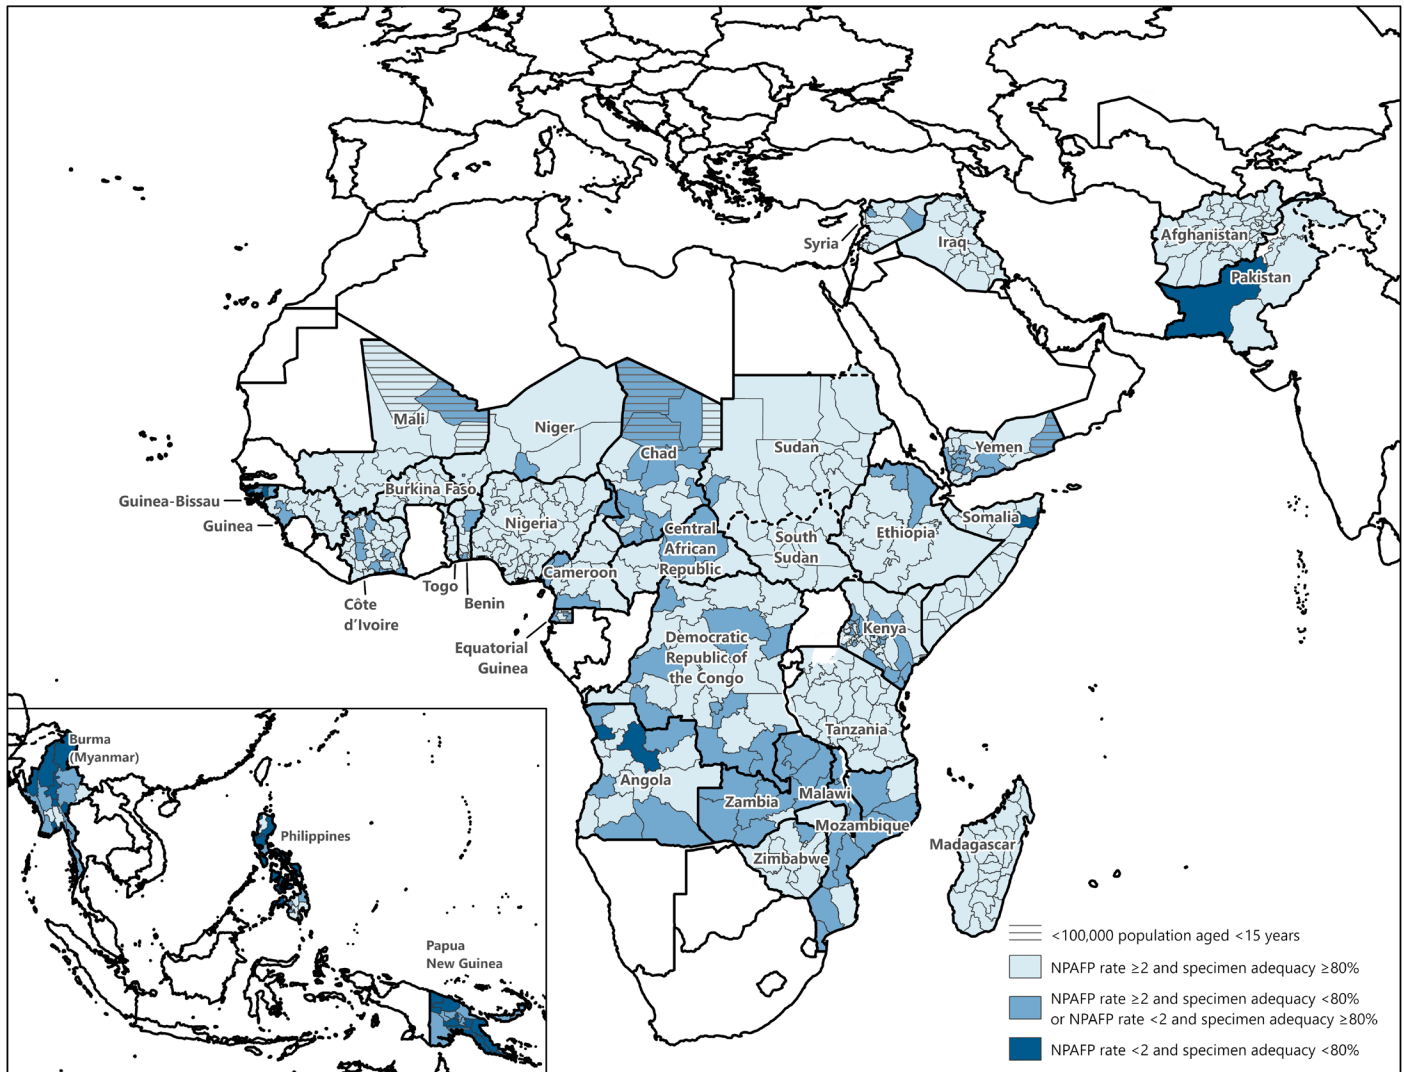 Syria
Iraq
Afghanistan
Pakistan
Mali
Niger
Chad
Sudan
Yemen
Burkina Faso
Guinea-Bissau
Guinea
Nigeria
Central
African
Republic
South
Sudan
Ethiopia
Somalia
Cameroon
Togo
Benin
Côte
d’Ivoire
Equatorial
Guinea
Democratic
Republic of
the Congo
Kenya
Tanzania
Angola
Zambia
Malawi
Mozambique
Zimbabwe
Madagascar
Burma
(Myanmar)
Philippines
Papua
New Guinea
<100,000 population aged <15 years
NPAFP rate ≥2 and specimen adequacy ≥80%
NPAFP rate ≥2 and specimen adequacy <80%
or NPAFP rate <2 and specimen adequacy ≥80%
NPAFP rate <2 and specimen adequacy <80%